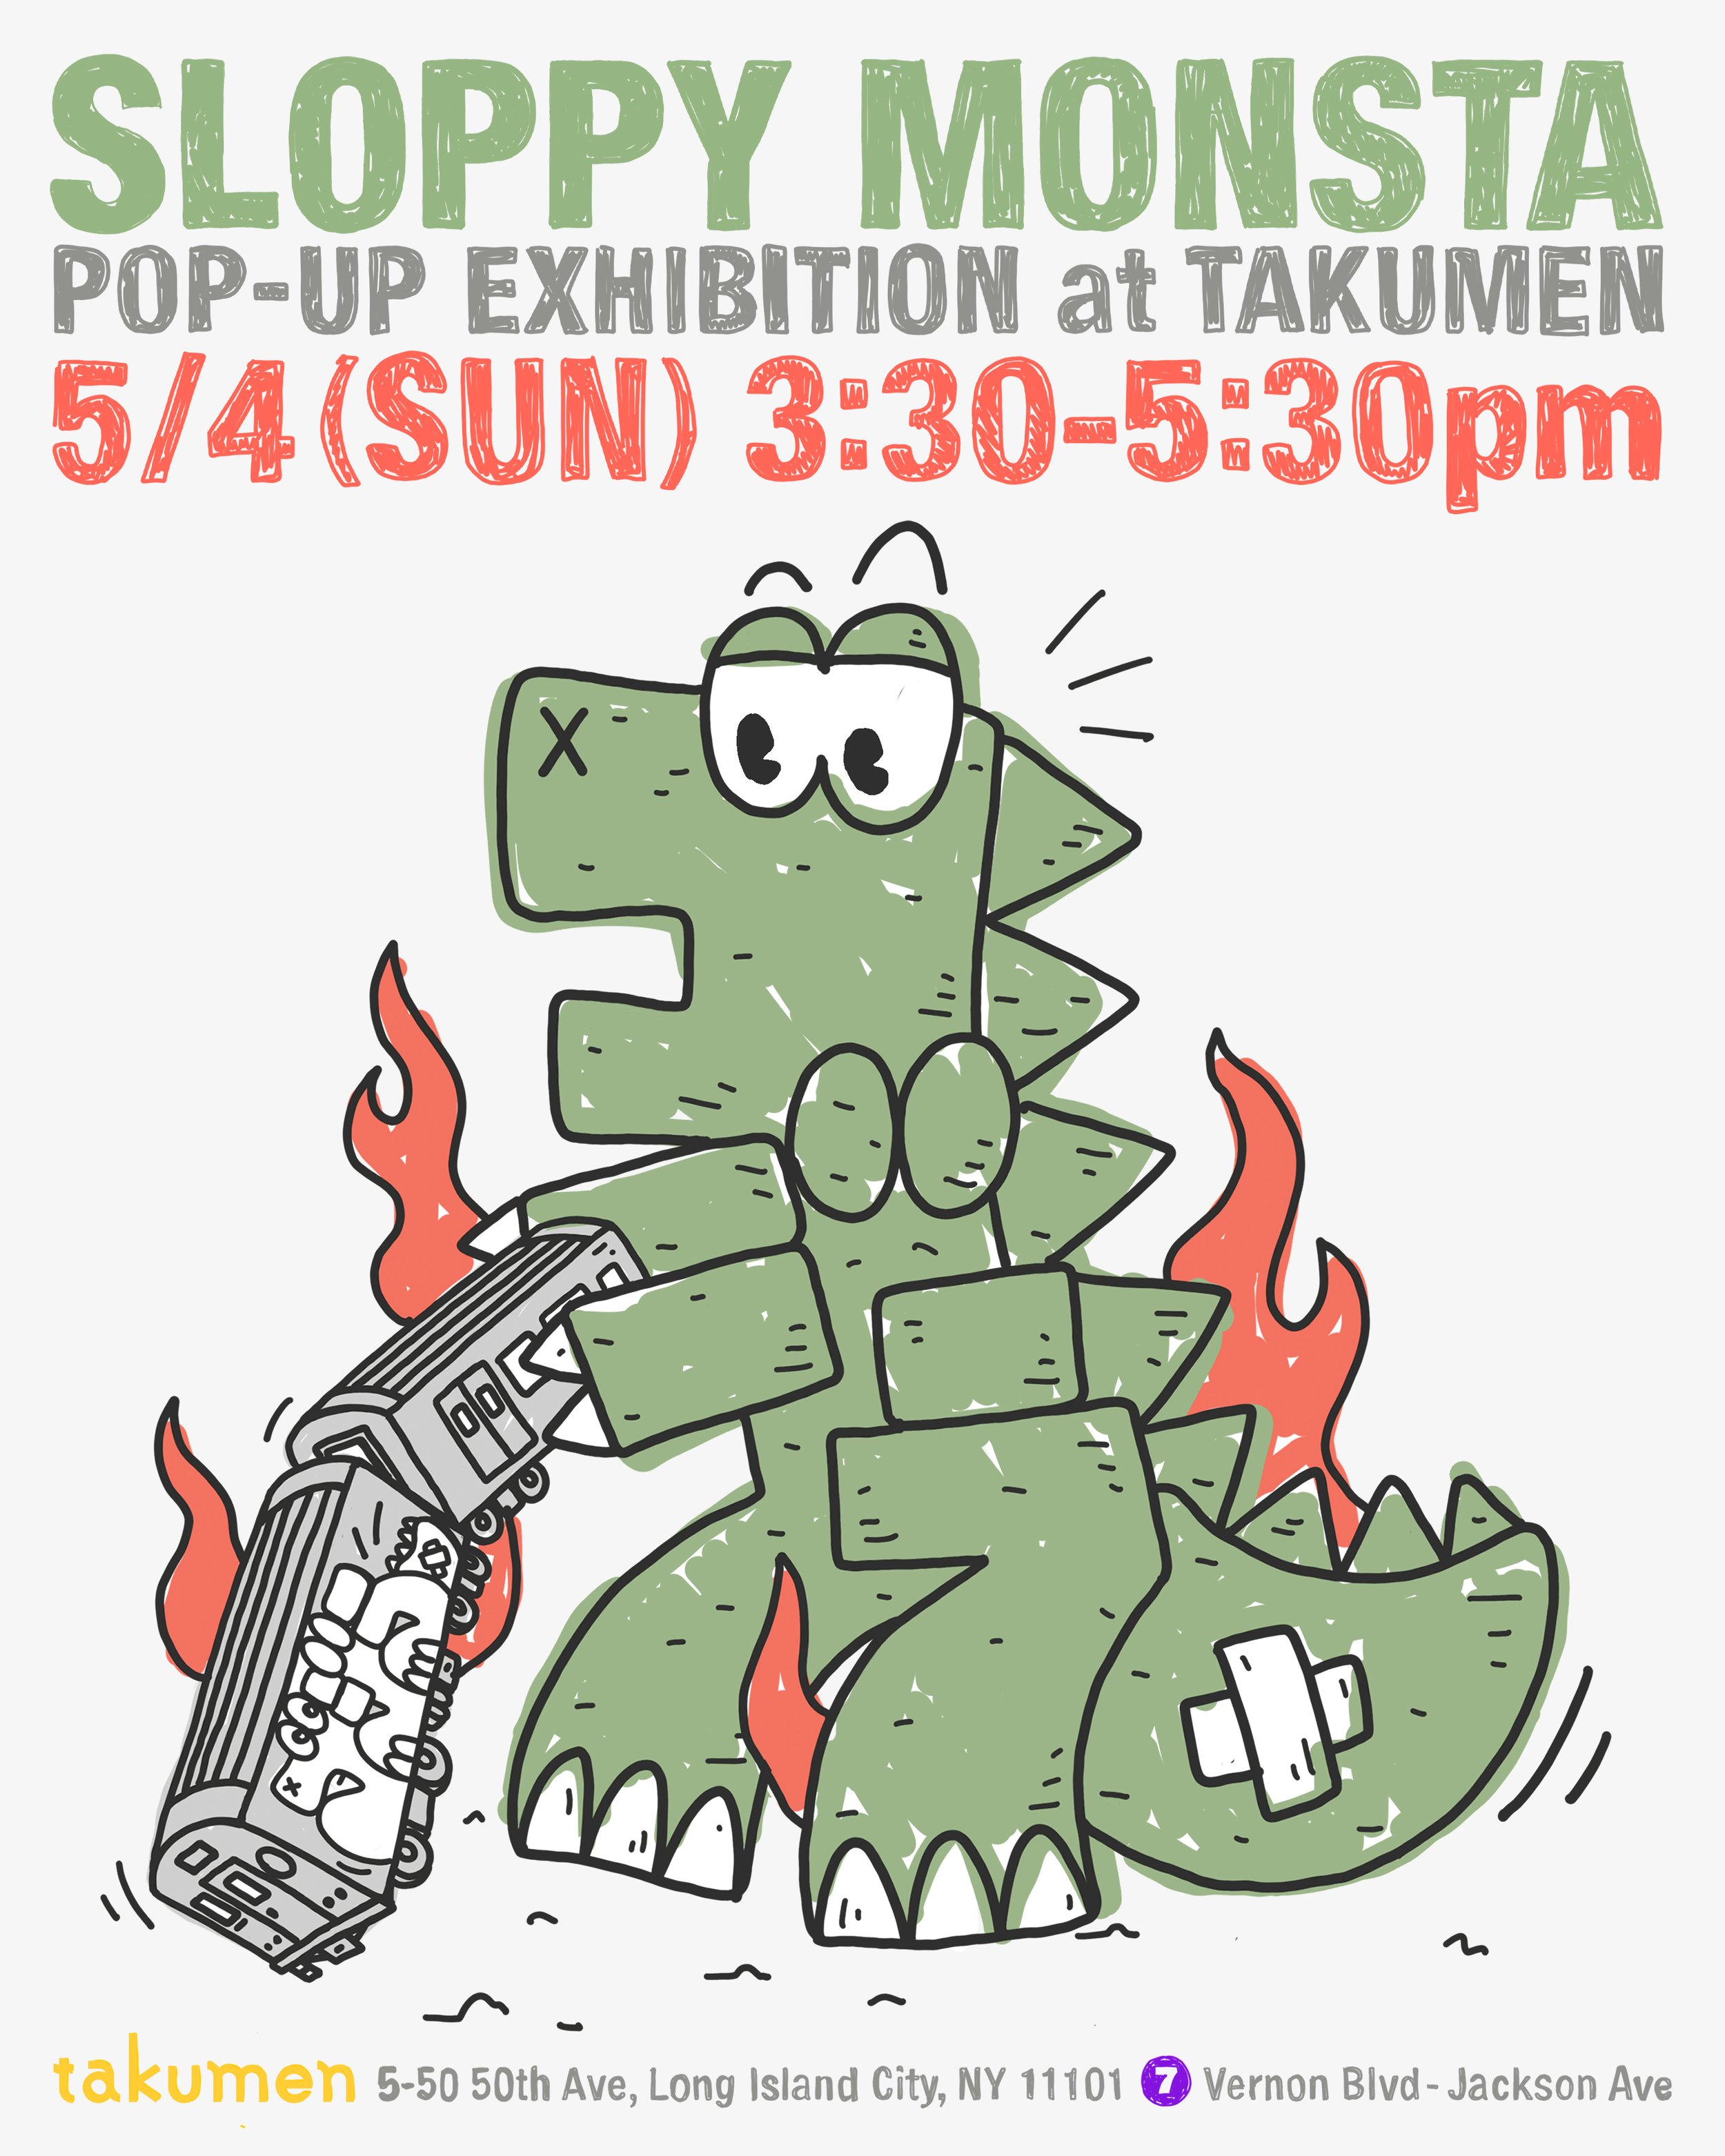 SLOPPY MONSTA
POP-UP EXHIBITION at TAKUMEN
5/4 (SUN) 3:30-5:30pm
takumen 5-50 50th Ave, Long Island City, NY 11101 7 Vernon Blvd-Jackson Ave